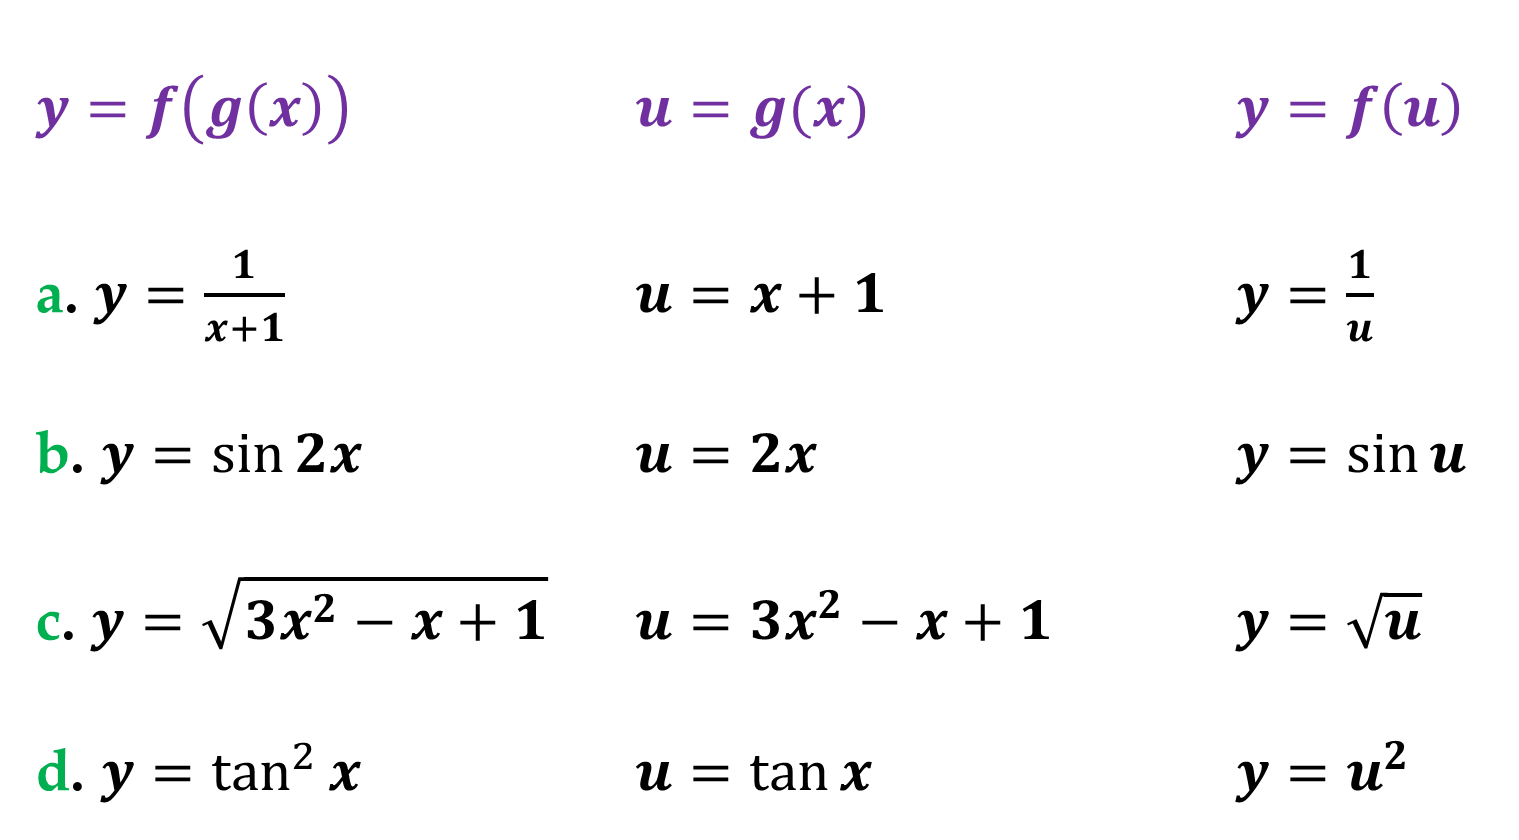 y = f(g(x)) u = g(x) y = f(u)
a. y = 1/(x+1) u = x + 1 y = 1/u
b. y = sin 2x u = 2x y = sin u
c. y = √(3x² − x + 1) u = 3x² − x + 1 y = √u
d. y = tan² x u = tan x y = u²